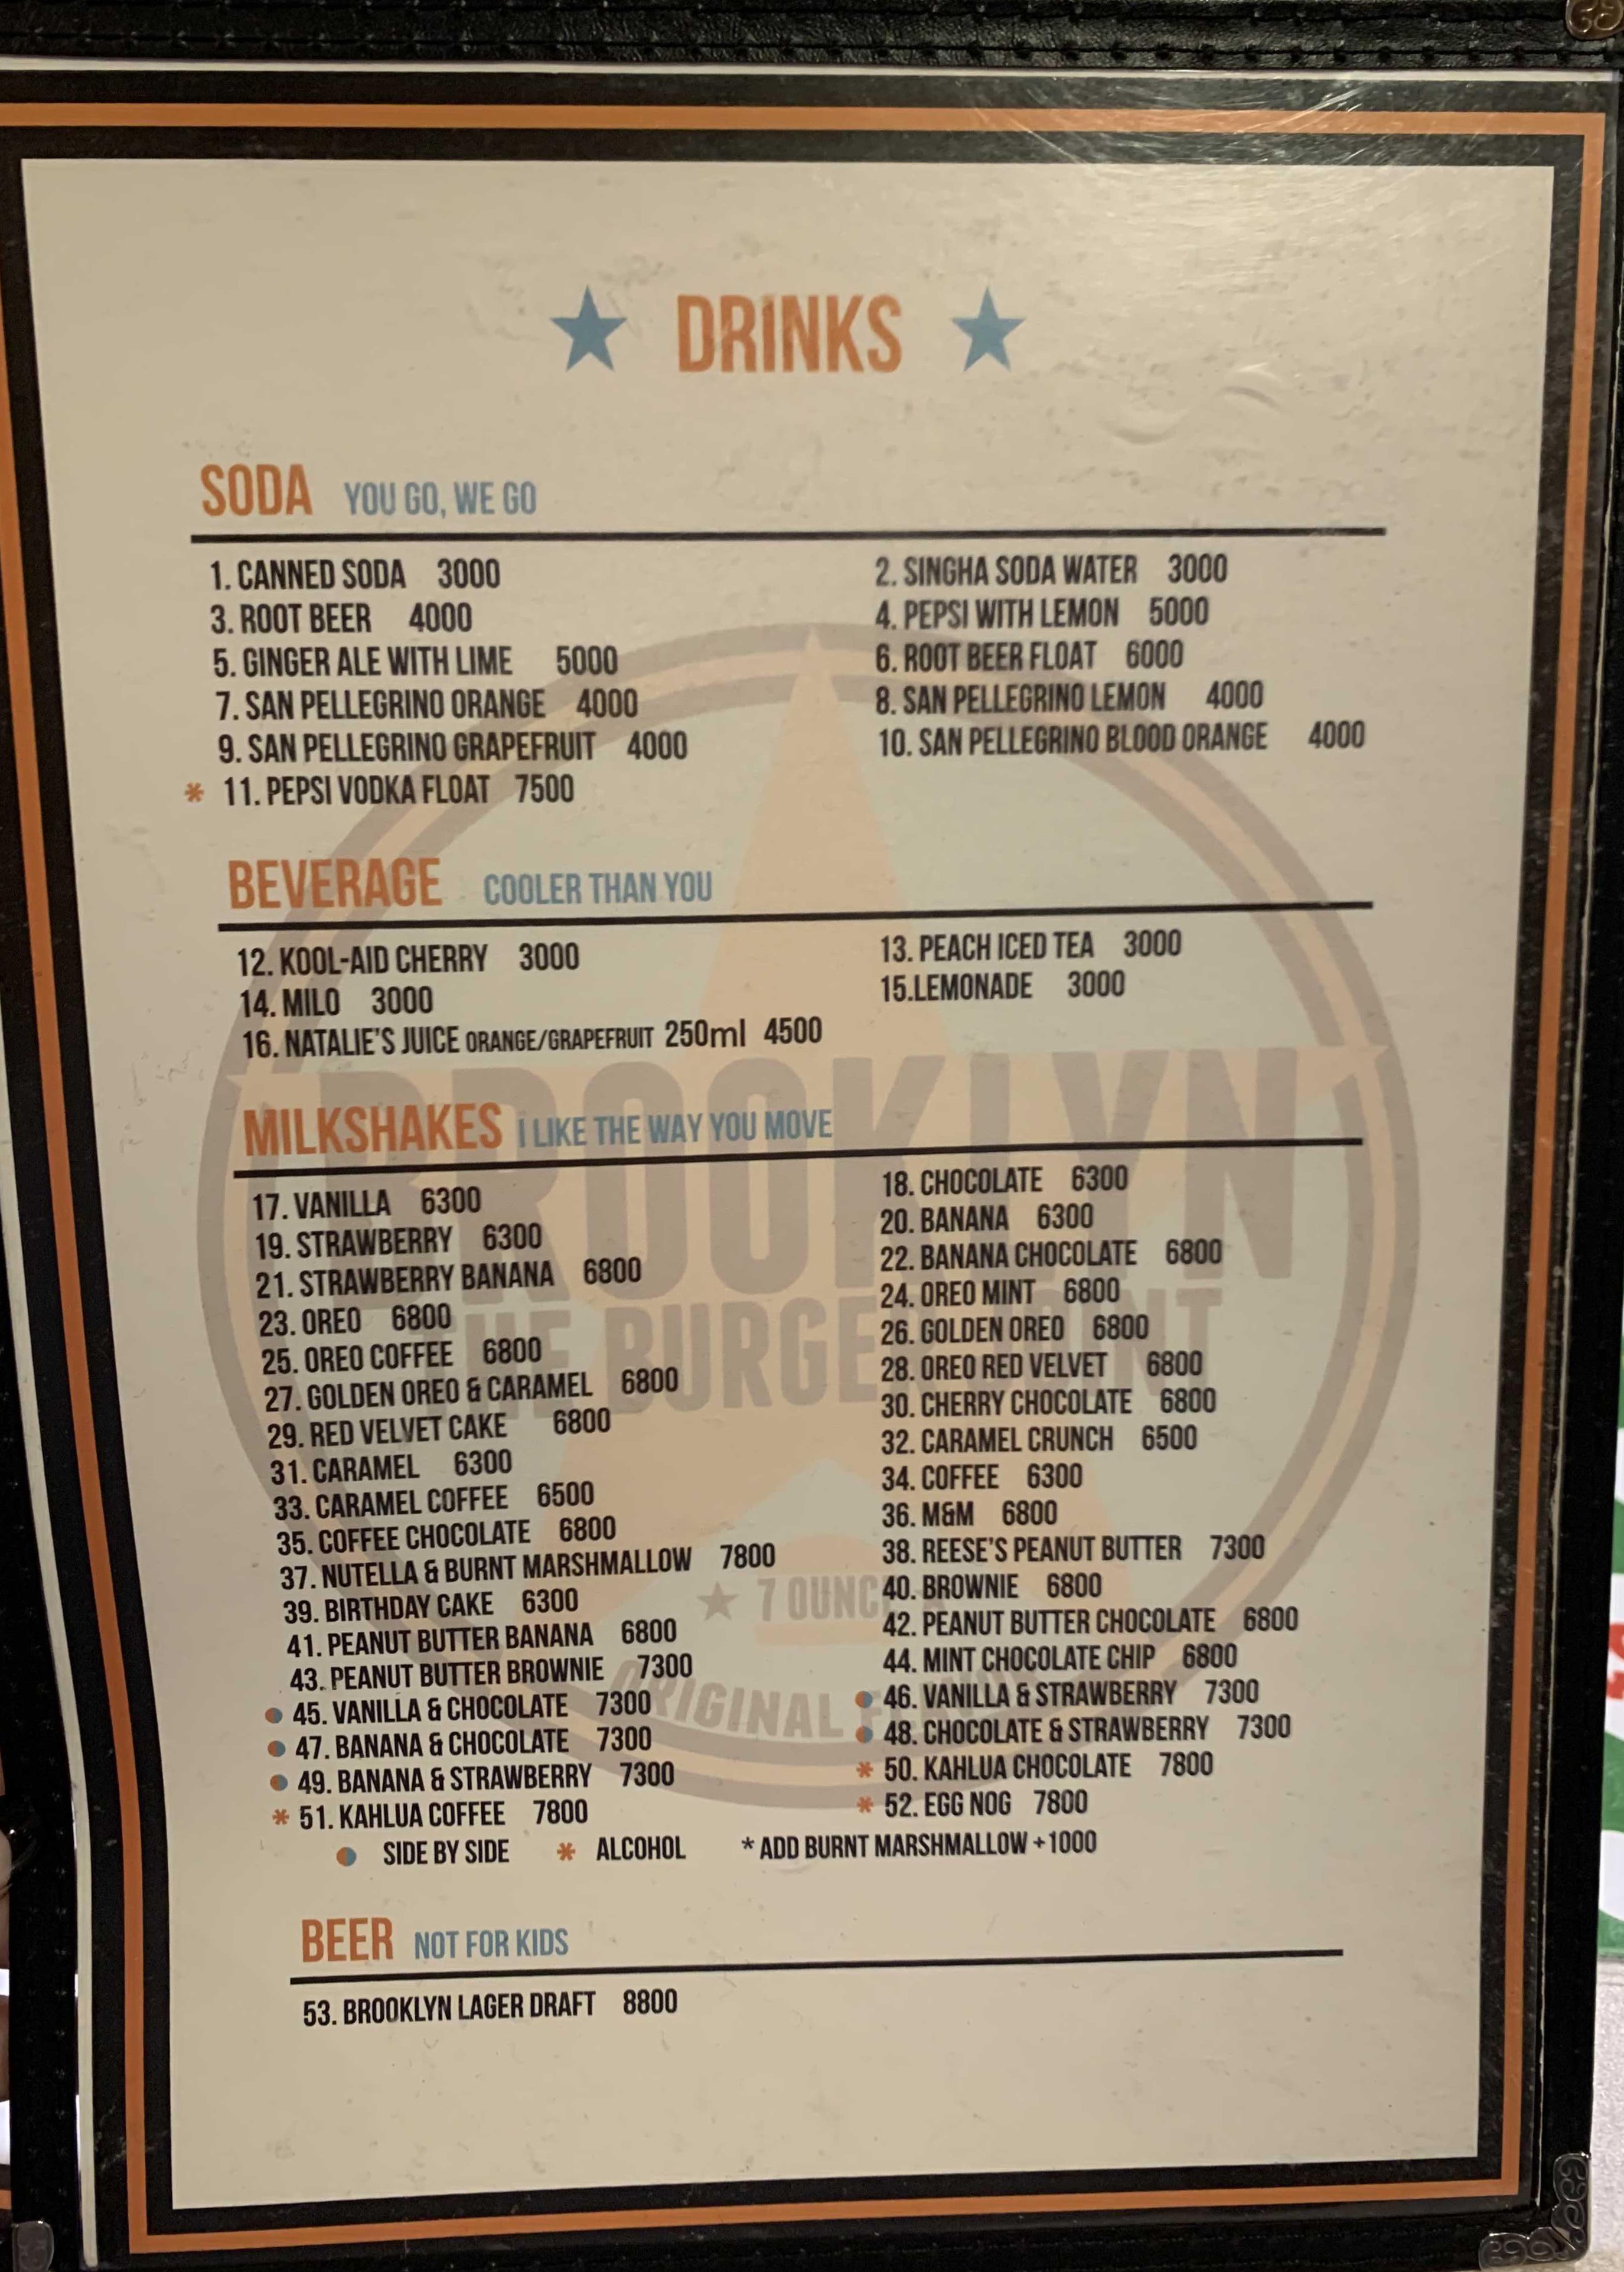 DRINKS
SODA YOU GO, WE GO
1. CANNED SODA 3000
2. SINGHA SODA WATER 3000
3. ROOT BEER 4000
4. PEPSI WITH LEMON 5000
5. GINGER ALE WITH LIME 5000
6. ROOT BEER FLOAT 6000
7. SAN PELLEGRINO ORANGE 4000
8. SAN PELLEGRINO LEMON 4000
9. SAN PELLEGRINO GRAPEFRUIT 4000
10. SAN PELLEGRINO BLOOD ORANGE 4000
* 11. PEPSI VODKA FLOAT 7500
BEVERAGE COOLER THAN YOU
12. KOOL-AID CHERRY 3000
13. PEACH ICED TEA 3000
14. MILO 3000
15.LEMONADE 3000
16. NATALIE'S JUICE ORANGE/GRAPEFRUIT 250ml 4500
BROOKLYN
MILKSHAKES I LIKE THE WAY YOU MOVE
17. VANILLA 6300
18. CHOCOLATE 6300
19. STRAWBERRY 6300
20. BANANA 6300
21. STRAWBERRY BANANA 6800
22. BANANA CHOCOLATE 6800
23. OREO 6800
24. OREO MINT 6800
THE BURGER JOINT
25. OREO COFFEE 6800
26. GOLDEN OREO 6800
27. GOLDEN OREO & CARAMEL 6800
28. OREO RED VELVET 6800
29. RED VELVET CAKE 6800
30. CHERRY CHOCOLATE 6800
31. CARAMEL 6300
32. CARAMEL CRUNCH 6500
33. CARAMEL COFFEE 6500
34. COFFEE 6300
35. COFFEE CHOCOLATE 6800
36. M&M 6800
37. NUTELLA & BURNT MARSHMALLOW 7800
38. REESE'S PEANUT BUTTER 7300
39. BIRTHDAY CAKE 6300
40. BROWNIE 6800
7
41. PEANUT BUTTER BANANA 6800
42. PEANUT BUTTER CHOCOLATE 6800
43. PEANUT BUTTER BROWNIE 7300
44. MINT CHOCOLATE CHIP 6800
ORIGINAL
45. VANILLA & CHOCOLATE 7300
46. VANILLA & STRAWBERRY 7300
47. BANANA & CHOCOLATE 7300
48. CHOCOLATE & STRAWBERRY 7300
49. BANANA & STRAWBERRY 7300
* 50. KAHLUA CHOCOLATE 7800
* 51. KAHLUA COFFEE 7800
* 52. EGG NOG 7800
SIDE BY SIDE * ALCOHOL * ADD BURNT MARSHMALLOW +1000
BEER NOT FOR KIDS
53. BROOKLYN LAGER DRAFT 8800